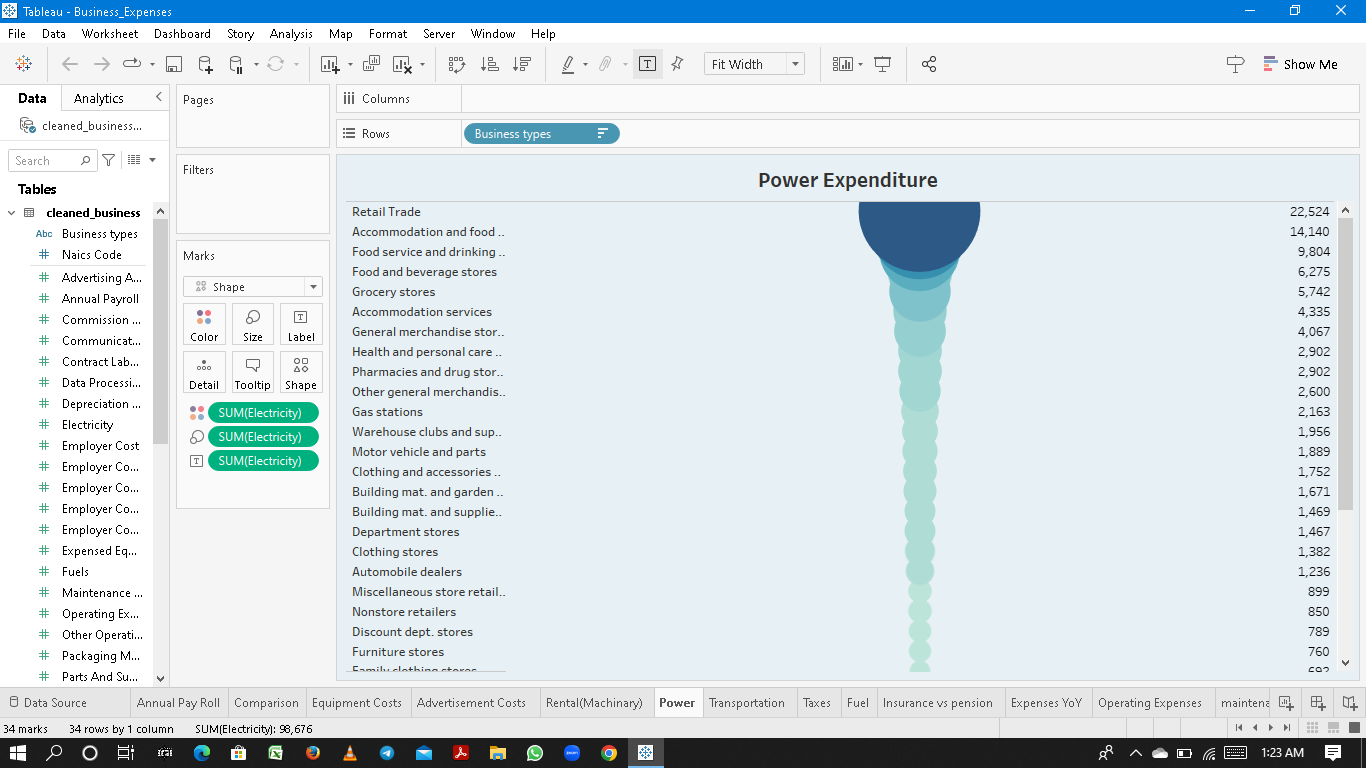 Tableau - Business_Expenses
File Data Worksheet Dashboard Story Analysis Map Format Server Window Help
Fit Width
Show Me
Data Analytics
cleaned_business...
Search
Tables
cleaned_business
Abc Business types
Naics Code
Advertising A...
Annual Payroll
Commission ...
Communicat...
Contract Lab...
Data Processi...
Depreciation ...
Electricity
Employer Cost
Employer Co...
Employer Co...
Employer Co...
Employer Co...
Expensed Eq...
Fuels
Maintenance ...
Operating Ex...
Other Operati...
Packaging M...
Parts And Su...
Pages
Filters
Marks
Shape
Color Size Label
Detail Tooltip Shape
SUM(Electricity)
SUM(Electricity)
SUM(Electricity)
Columns
Rows Business types
Power Expenditure
Retail Trade 22,524
Accommodation and food .. 14,140
Food service and drinking .. 9,804
Food and beverage stores 6,275
Grocery stores 5,742
Accommodation services 4,335
General merchandise stor.. 4,067
Health and personal care .. 2,902
Pharmacies and drug stor.. 2,902
Other general merchandis.. 2,600
Gas stations 2,163
Warehouse clubs and sup.. 1,956
Motor vehicle and parts 1,889
Clothing and accessories .. 1,752
Building mat. and garden .. 1,671
Building mat. and supplie.. 1,469
Department stores 1,467
Clothing stores 1,382
Automobile dealers 1,236
Miscellaneous store retail.. 899
Nonstore retailers 850
Discount dept. stores 789
Furniture stores 760
Family clothing stores 692
Data Source Annual Pay Roll Comparison Equipment Costs Advertisement Costs Rental(Machinary) Power Transportation Taxes Fuel Insurance vs pension Expenses YoY Operating Expenses maintena
34 marks 34 rows by 1 column SUM(Electricity): 98,676
1:23 AM